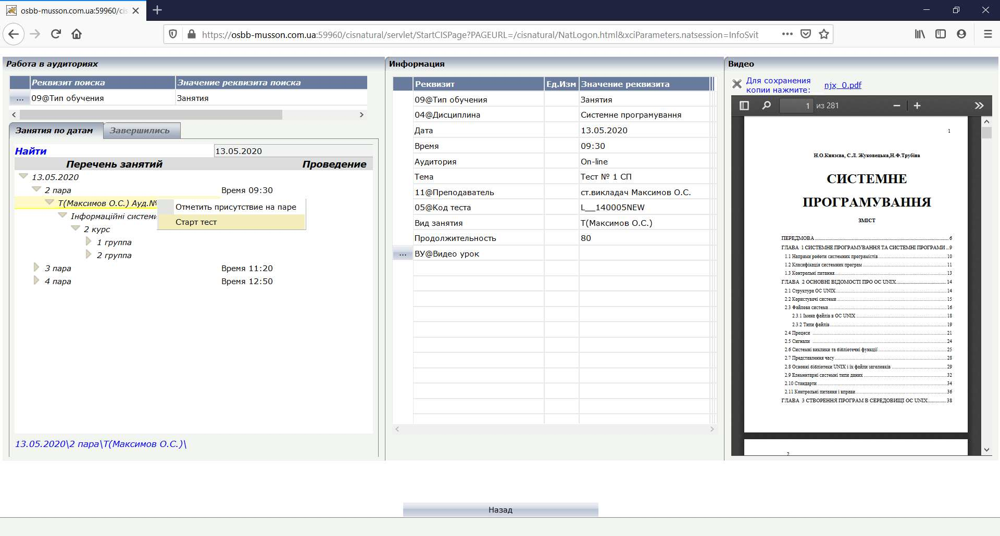 osbb-musson.com.ua:59960/cis
https://osbb-musson.com.ua:59960/cisnatural/servlet/StartCISPage?PAGEURL=/cisnatural/NatLogon.html&xciParameters.natsession=InfoSvit
Работа в аудиториях
Реквизит поиска Значение реквизита поиска
... 09@Тип обучения Занятия
Занятия по датам Завершились
Найти 13.05.2020
Перечень занятий Проведение
13.05.2020
2 пара Время 09:30
Т(Максимов О.С.) Ауд.№
Інформаційні системи
2 курс
1 группа
2 группа
3 пара Время 11:20
4 пара Время 12:50
Отметить присутствие на паре
Старт тест
13.05.2020\2 пара\Т(Максимов О.С.)\
Информация
Реквизит Ед.Изм Значение реквизита
09@Тип обучения Занятия
04@Дисциплина Системне програмування
Дата 13.05.2020
Время 09:30
Аудитория On-line
Тема Тест № 1 СП
11@Преподаватель ст.викладач Максимов О.С.
05@Код теста L__140005NEW
Вид занятия Т(Максимов О.С.)
Продолжительность 80
... ВУ@Видео урок
Видео
Для сохранения
копии нажмите: njx_0.pdf
1 из 281
1
Н.О.Князєва, С.Л. Жуковецька,Н.Ф.Трубіна
СИСТЕМНЕ
ПРОГРАМУВАННЯ
ЗМІСТ
ПЕРЕДМОВА 6
ГЛАВА 1 СИСТЕМНЕ ПРОГРАМУВАННЯ ТА СИСТЕМНІ ПРОГРАМИ 9
1.1 Напрями роботи системних програмістів 10
1.2 Класифікація системних програм 11
1.3 Контрольні питання 13
ГЛАВА 2 ОСНОВНІ ВІДОМОСТІ ПРО ОС UNIX 14
2.1 Структура ОС UNIX 14
2.2 Користувачі системи 15
2.3 Файлова система 16
2.3.1 Імена файлів в ОС UNIX 18
2.3.2 Типи файлів 19
2.4 Процеси 21
2.5 Сигнали 24
2.6 Системні виклики та бібліотечні функції 25
2.7 Представлення часу 28
2.8 Основні бібліотеки UNIX і їх файли заголовків 29
2.9 Елементарні системні типи даних 32
2.10 Стандарти 34
2.11 Контрольні питання і вправи 36
ГЛАВА 3 СТВОРЕННЯ ПРОГРАМ В СЕРЕДОВИЩІ ОС UNIX 38
2
Назад